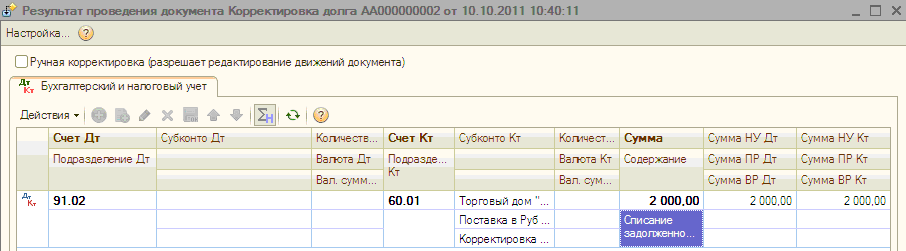 Результат проведения документа Корректировка долга АА000000002 от 10.10.2011 10:40:11
Настройка...
Ручная корректировка (разрешает редактирование движений документа)
Дт Кт Бухгалтерский и налоговый учет
Действия
Счет Дт Субконто Дт Количеств... Счет Кт Субконто Кт Количест... Сумма Сумма НУ Дт Сумма НУ Кт
Подразделение Дт Валюта Дт Подразде... Кт Валюта Кт Содержание Сумма ПР Дт Сумма ПР Кт
Вал. сумм... Вал. сум... Сумма ВР Дт Сумма ВР Кт
Дт Кт 91.02 60.01 Торговый дом "... 2 000,00 2 000,00 2 000,00
Поставка в Руб ... Списание задолженно...
Корректировка ...